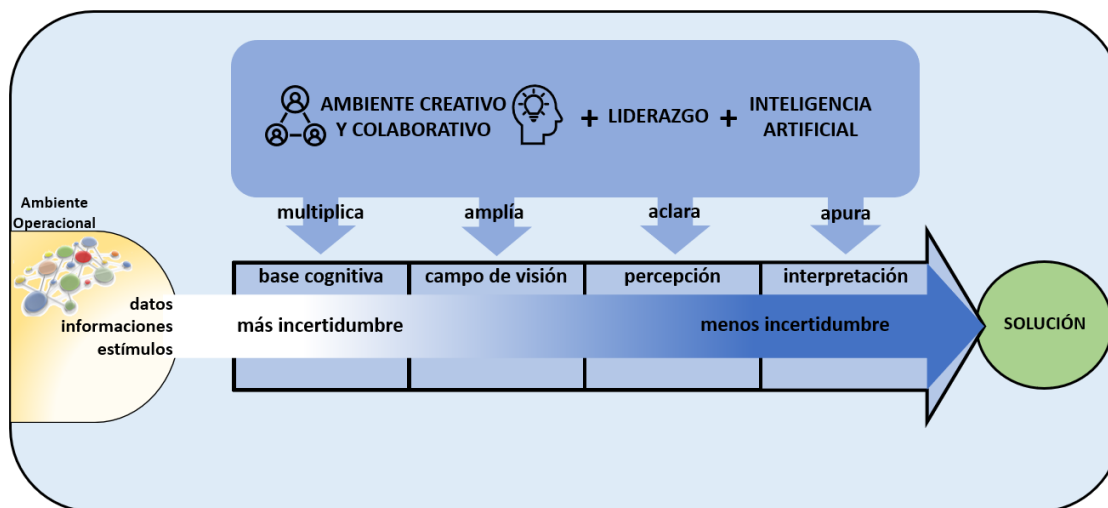 AMBIENTE CREATIVO
Y COLABORATIVO
+ LIDERAZGO +
INTELIGENCIA
ARTIFICIAL
multiplica
amplía
aclara
apura
Ambiente
Operacional
datos
informaciones
estímulos
base cognitiva
campo de visión
percepción
interpretación
más incertidumbre
menos incertidumbre
SOLUCIÓN